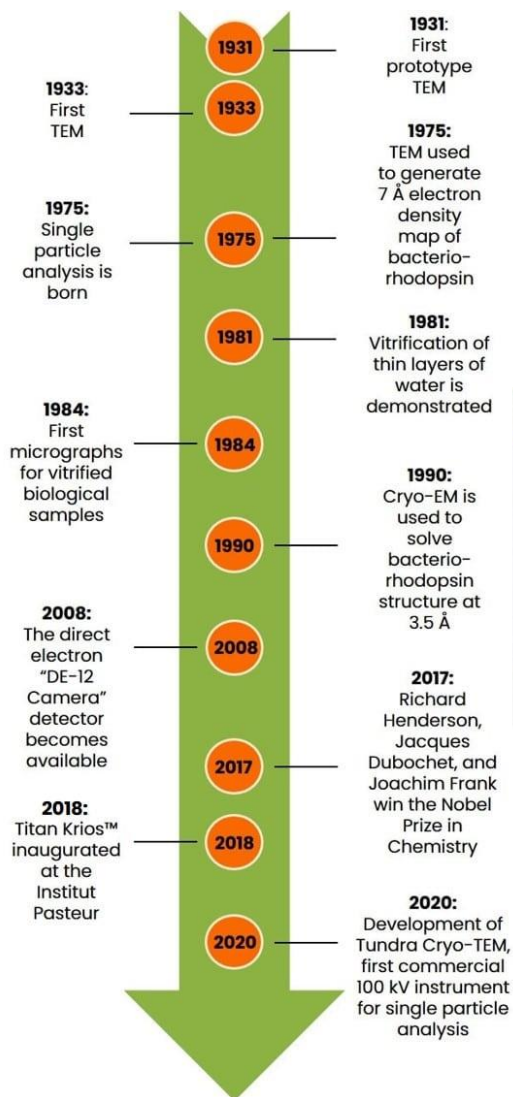 1931
1931:
First
prototype
TEM
1933:
First
TEM
1933
1975:
TEM used
to generate
7 Å electron
density
map of
bacterio-
rhodopsin
1975:
Single
particle
analysis is
born
1975
1981
1981:
Vitrification of
thin layers of
water is
demonstrated
1984:
First
micrographs
for vitrified
biological
samples
1984
1990
1990:
Cryo-EM is
used to
solve
bacterio-
rhodopsin
structure at
3.5 Å
2008:
The direct
electron
“DE-12
Camera”
detector
becomes
available
2008
2017
2017:
Richard
Henderson,
Jacques
Dubochet, and
Joachim Frank
win the Nobel
Prize in
Chemistry
2018:
Titan Krios™
inaugurated
at the
Institut
Pasteur
2018
2020
2020:
Development of
Tundra Cryo-TEM,
first commercial
100 kV instrument
for single particle
analysis